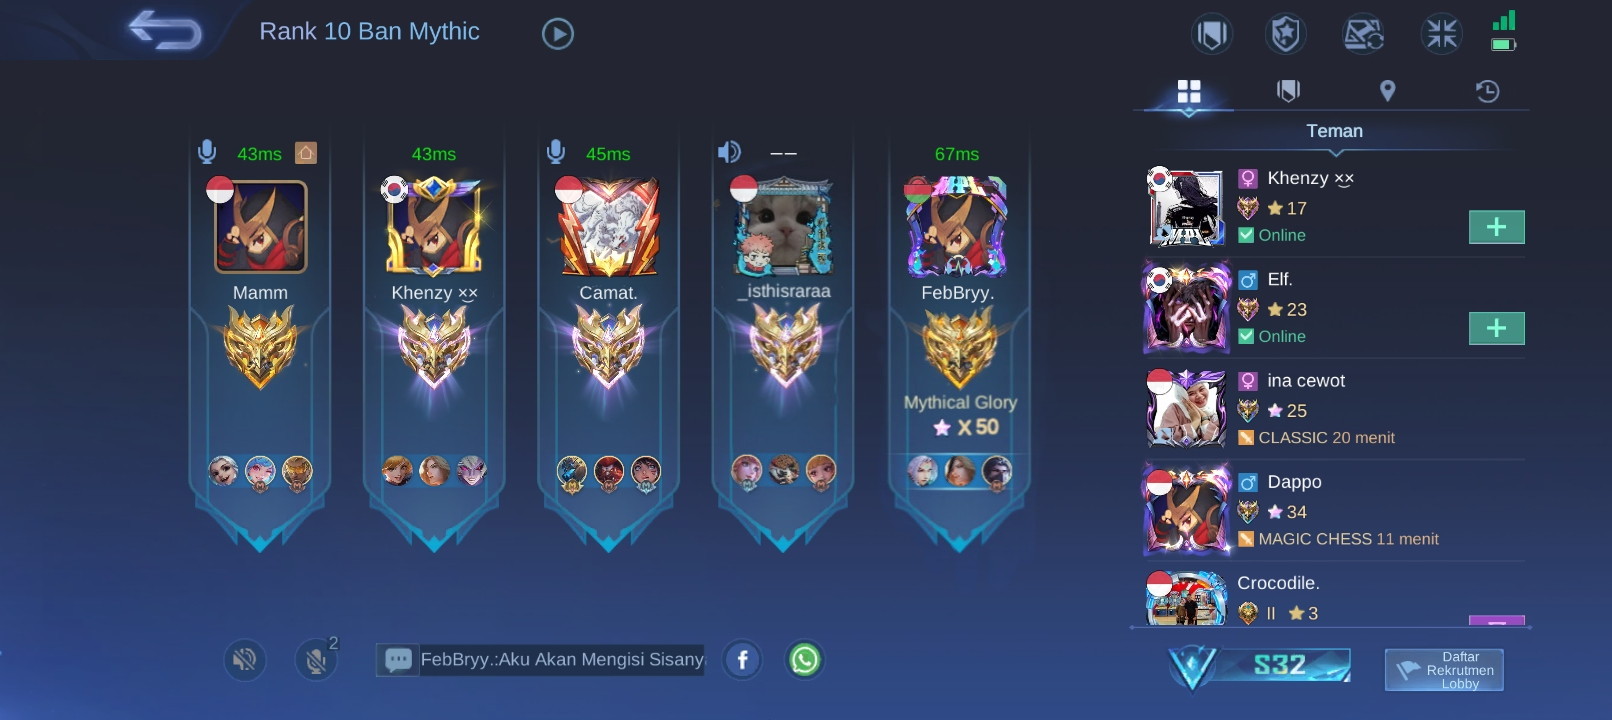 Rank 10 Ban Mythic
43ms
43ms
45ms
——
67ms
Mamm
Khenzy ××
Camat.
_isthisraraa
FebBryy.
Mythical Glory
X 50
2
FebBryy.:Aku Akan Mengisi Sisany
Teman
Khenzy ××
17
Online
Elf.
23
Online
ina cewot
25
CLASSIC 20 menit
Dappo
34
MAGIC CHESS 11 menit
Crocodile.
II 3
S32
Daftar
Rekrutmen
Lobby